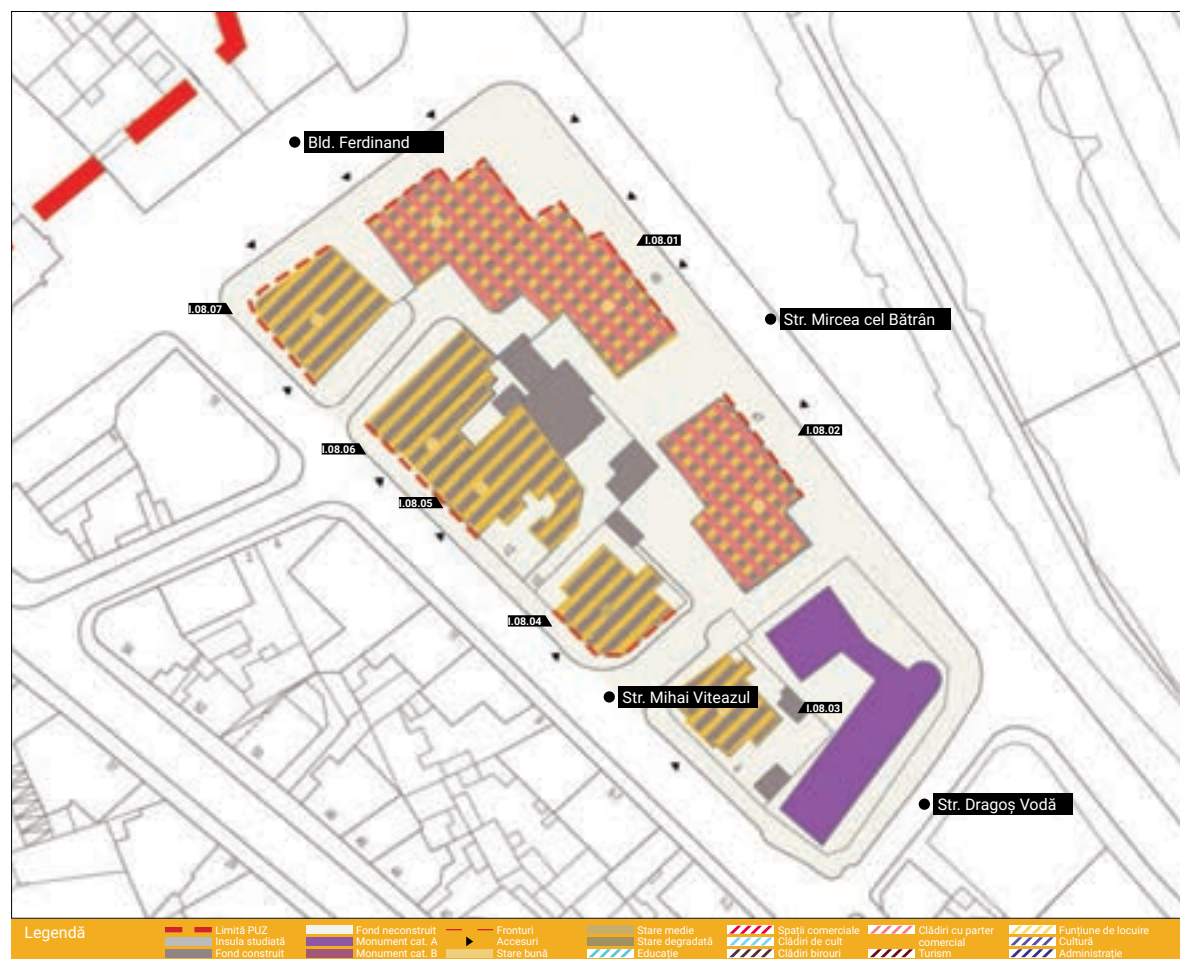 Bld. Ferdinand
I.08.01
I.08.07
Str. Mircea cel Bătrân
I.08.02
I.08.06
I.08.05
I.08.04
Str. Mihai Viteazul
I.08.03
Str. Dragoș Vodă
Legendă
Limită PUZ
Insula studiată
Fond construit
Fond neconstruit
Monument cat. A
Monument cat. B
Fronturi
Accesuri
Stare bună
Stare medie
Stare degradată
Educație
Spații comerciale
Clădiri de cult
Clădiri birouri
Clădiri cu parter
comercial
Turism
Funțiune de locuire
Cultură
Administrație